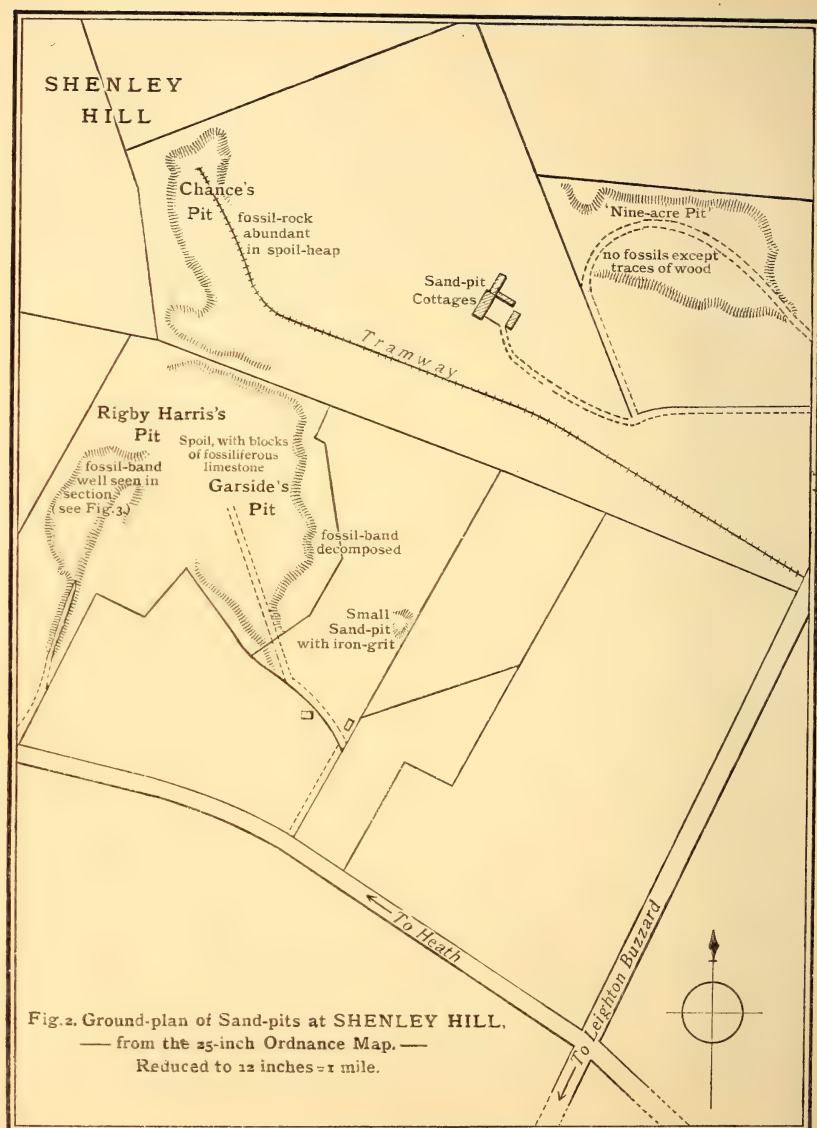 SHENLEY
HILL
Chance's
Pit
fossil-rock
abundant
in spoil-heap
'Nine-acre Pit'
no fossils except
traces of wood
Sand-pit
Cottages
Tramway
Rigby Harris's
Pit
fossil-band
well seen in
section
(see Fig.3)
Spoil, with blocks
of fossiliferous
limestone
Garside's
Pit
fossil-band
decomposed
Small
Sand-pit
with iron-grit
To Heath
To Leighton Buzzard
Fig.2. Ground-plan of Sand-pits at SHENLEY HILL,
— from the 25-inch Ordnance Map. —
Reduced to 12 inches = 1 mile.